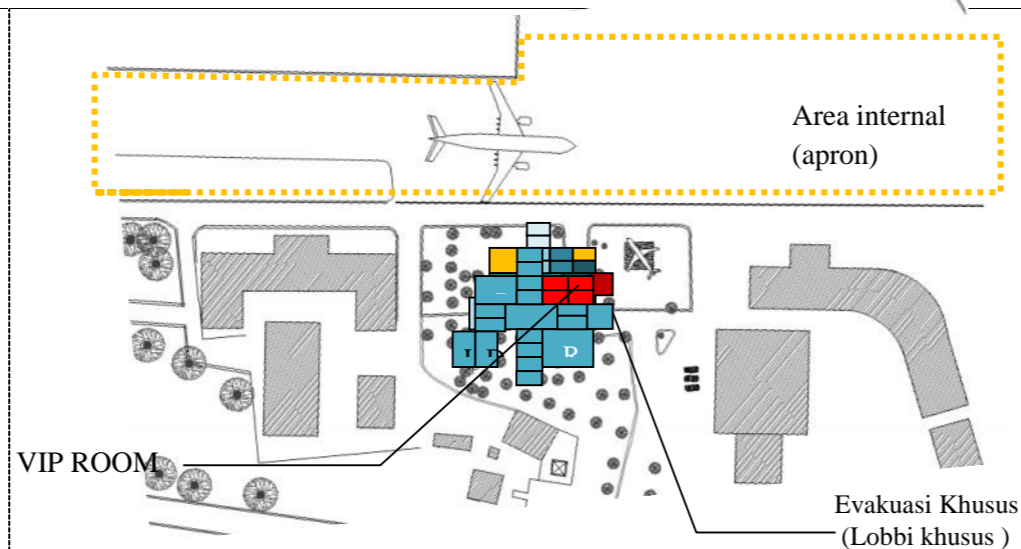 Area internal
(apron)
VIP ROOM
Evakuasi Khusus
(Lobbi khusus )